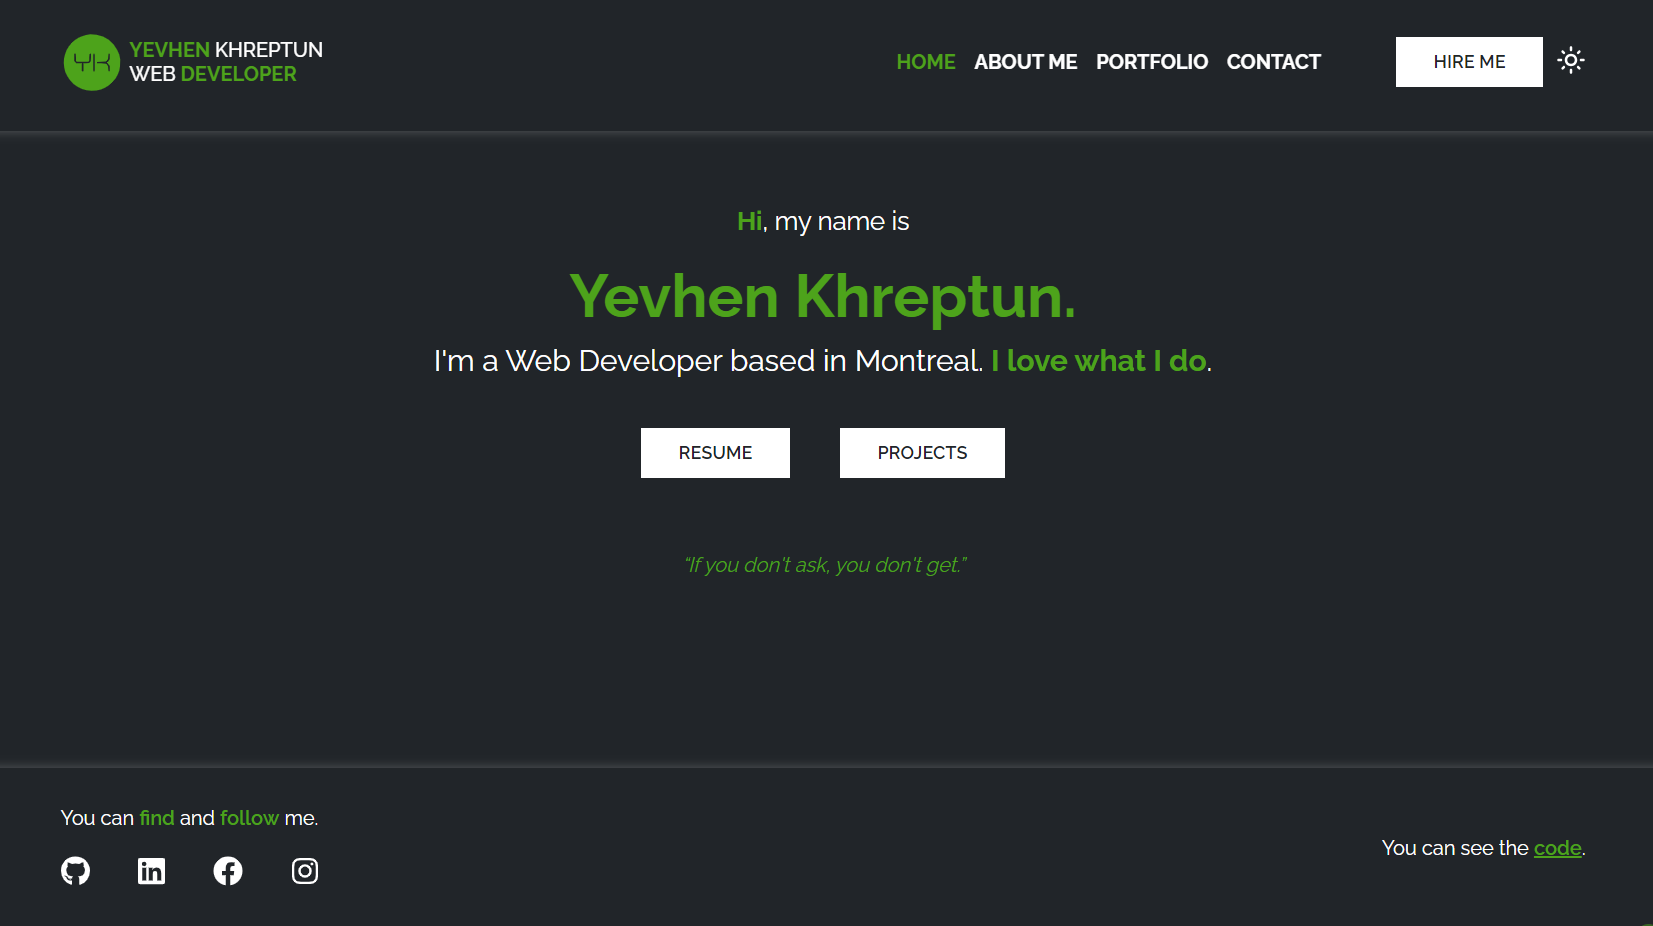 YK
YEVHEN KHREPTUN
WEB DEVELOPER
HOME ABOUT ME PORTFOLIO CONTACT
HIRE ME
Hi, my name is
Yevhen Khreptun.
I'm a Web Developer based in Montreal. I love what I do.
RESUME PROJECTS
“If you don't ask, you don't get.”
You can find and follow me.
You can see the code.